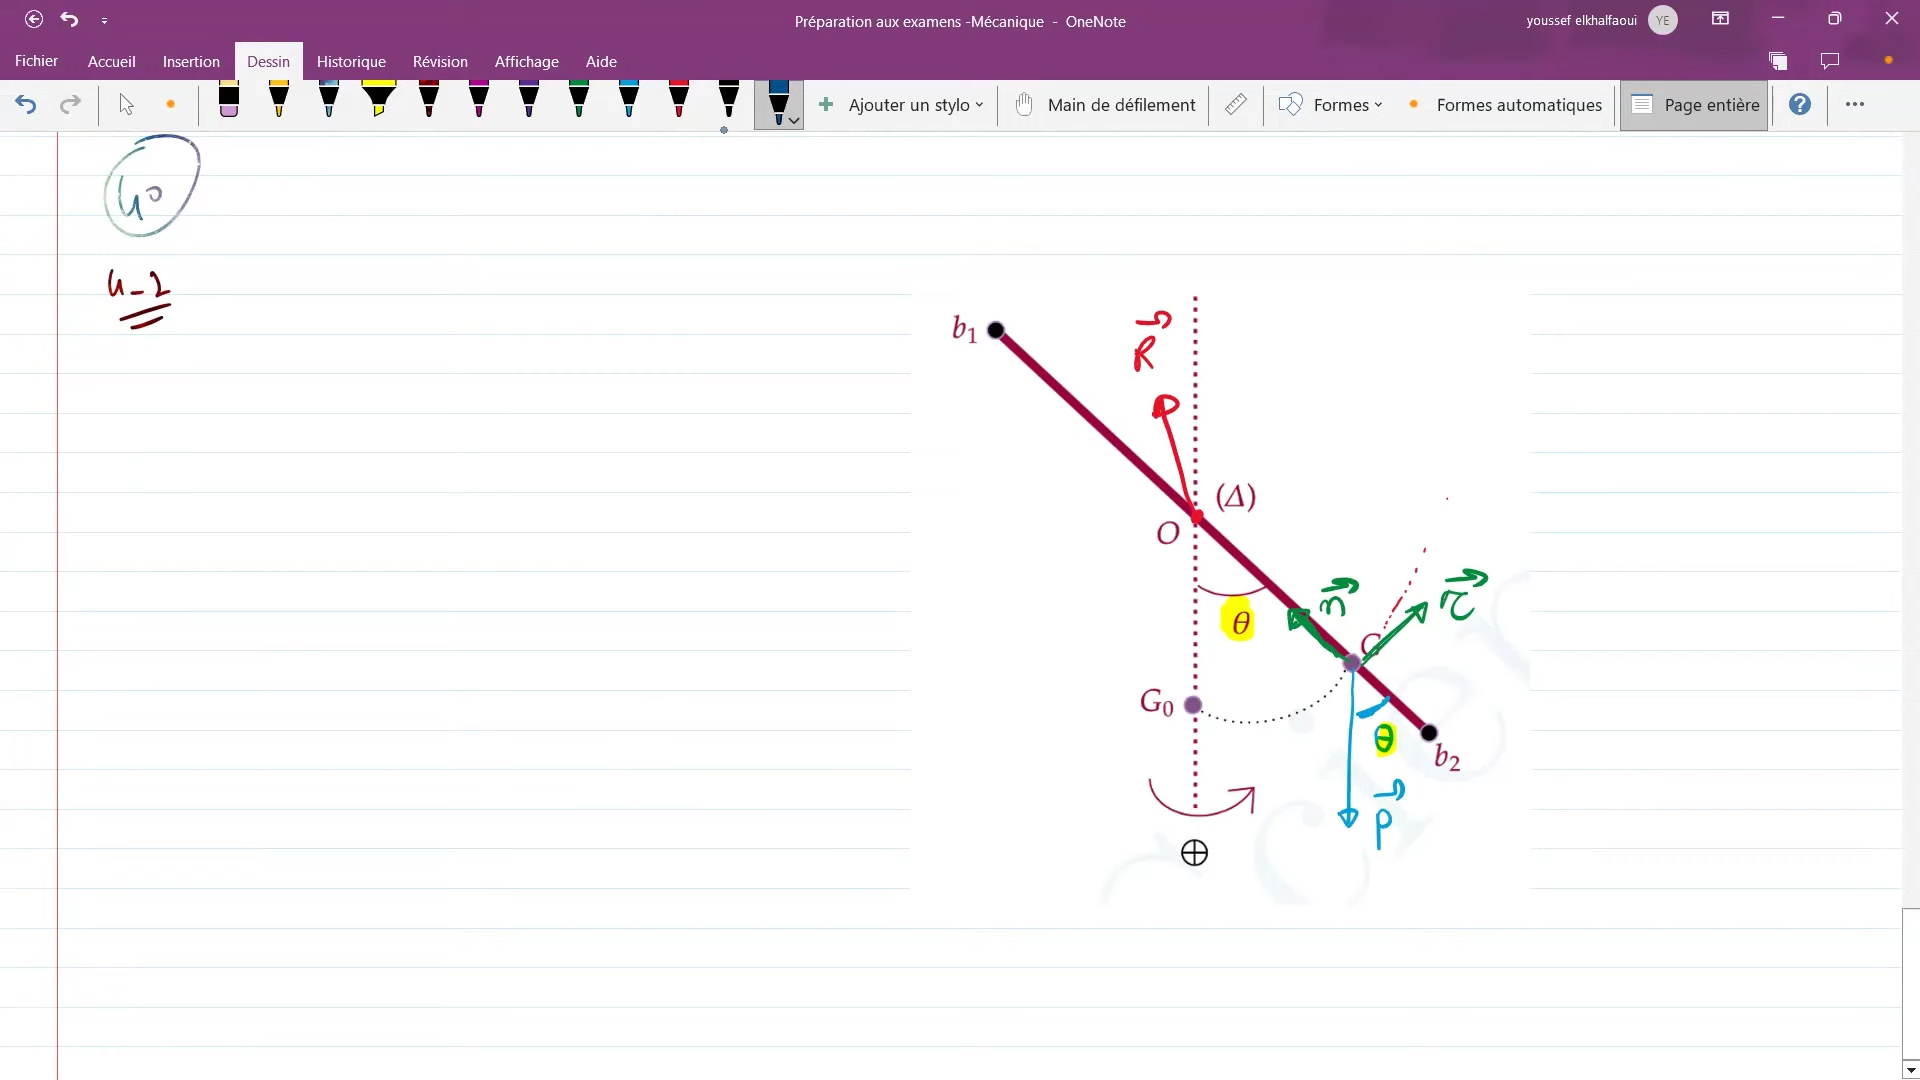 Préparation aux examens -Mécanique - OneNote
youssef elkhalfaoui
YE
Fichier
Accueil
Insertion
Dessin
Historique
Révision
Affichage
Aide
Ajouter un stylo
Main de défilement
Formes
Formes automatiques
Page entière
4°
4-2
b₁
R⃗
(Δ)
O
n⃗
τ⃗
θ
C
G₀
θ
b₂
P⃗
⊕